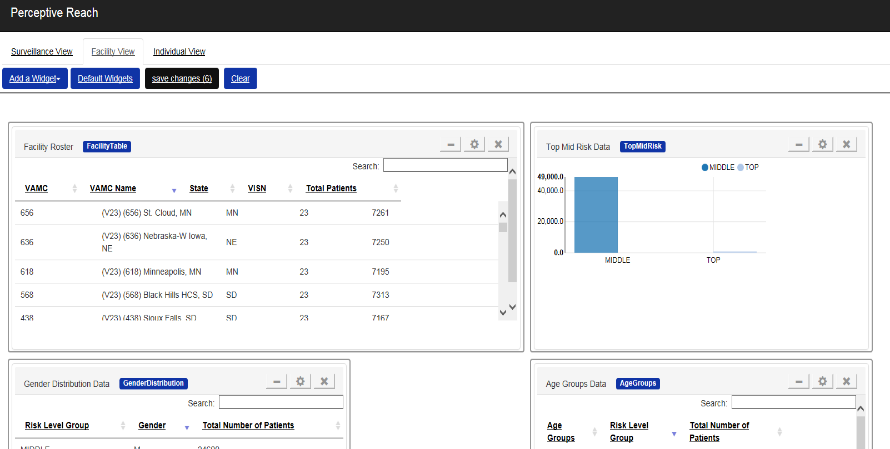 Perceptive Reach
Surveillance View Facility View Individual View
Add a Widget Default Widgets save changes (6) Clear
Facility Roster FacilityTable
Search:
VAMC VAMC Name State VISN Total Patients
656 (V23) (656) St. Cloud, MN MN 23 7261
636 (V23) (636) Nebraska-W Iowa, NE NE 23 7250
618 (V23) (618) Minneapolis, MN MN 23 7195
568 (V23) (568) Black Hills HCS, SD SD 23 7313
438 (V23) (438) Sioux Falls, SD SD 23 7167
Top Mid Risk Data TopMidRisk
MIDDLE TOP
49,000.0
40,000.0
20,000.0
0.0
MIDDLE TOP
Gender Distribution Data GenderDistribution
Search:
Risk Level Group Gender Total Number of Patients
MIDDLE M
Age Groups Data AgeGroups
Search:
Age Groups Risk Level Group Total Number of Patients